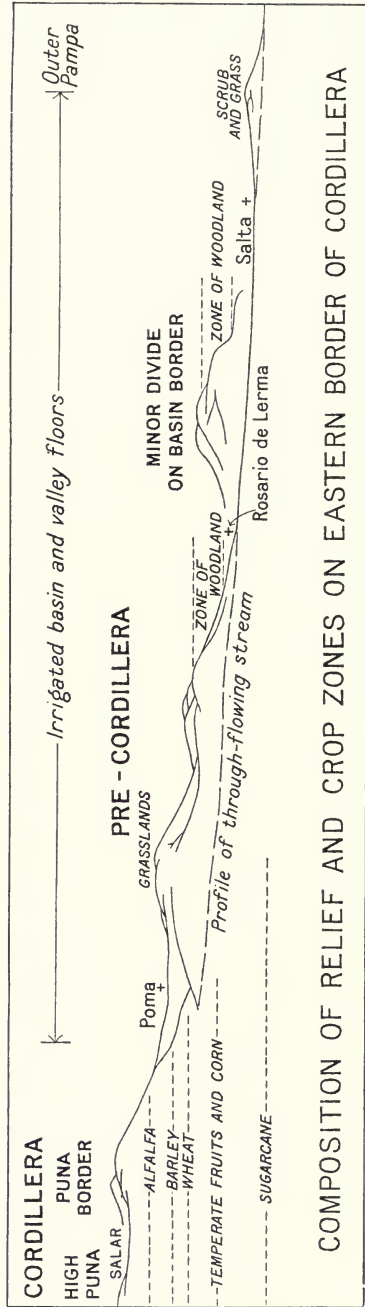 CORDILLERA
HIGH PUNA
PUNA BORDER
SALAR
ALFALFA
BARLEY
WHEAT
TEMPERATE FRUITS AND CORN
SUGARCANE
Irrigated basin and valley floors
Outer
Pampa
Poma
PRE-CORDILLERA
GRASSLANDS
ZONE OF
WOODLAND
Profile of through-flowing stream
MINOR DIVIDE
ON BASIN BORDER
ZONE OF WOODLAND
Rosario de Lerma
Salta
SCRUB
AND GRASS
COMPOSITION OF RELIEF AND CROP ZONES ON EASTERN BORDER OF CORDILLERA